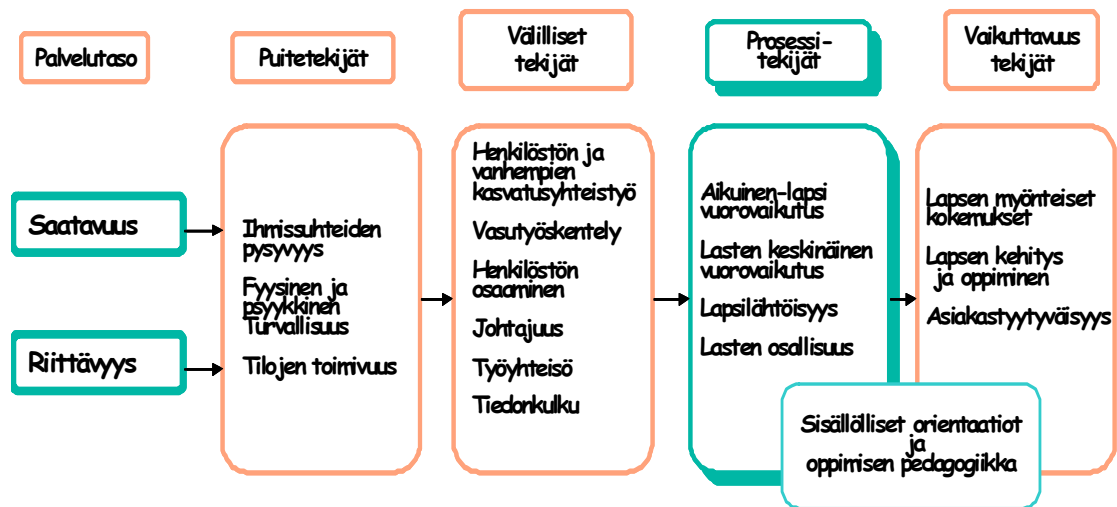 Palvelutaso
Puitetekijät
Välilliset
tekijät
Prosessi-
tekijät
Vaikuttavuus
tekijät
Saatavuus
Riittävyys
Ihmissuhteiden
pysyvyys
Fyysinen ja
psyykkinen
Turvallisuus
Tilojen toimivuus
Henkilöstön ja
vanhempien
kasvatusyhteistyö
Vasutyöskentely
Henkilöstön
osaaminen
Johtajuus
Työyhteisö
Tiedonkulku
Aikuinen-lapsi
vuorovaikutus
Lasten keskinäinen
vuorovaikutus
Lapsilähtöisyys
Lasten osallisuus
Sisällölliset orientaatiot
ja
oppimisen pedagogiikka
Lapsen myönteiset
kokemukset
Lapsen kehitys
ja oppiminen
Asiakastyytyväisyys